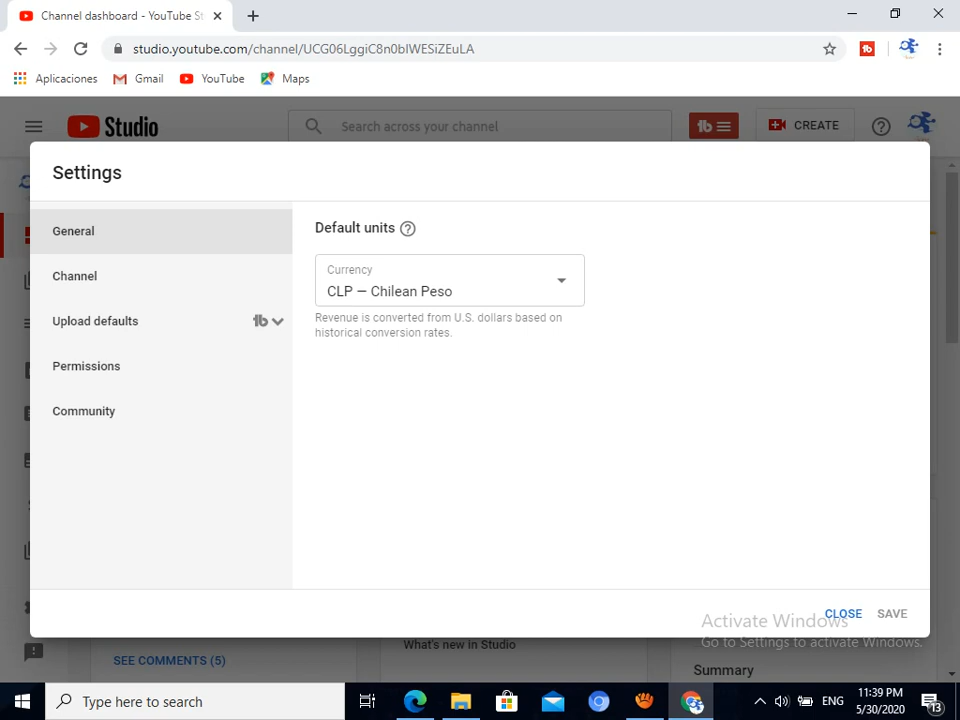 Channel dashboard - YouTube St
studio.youtube.com/channel/UCG06LggiC8n0bIWESiZEuLA
Aplicaciones
Gmail
YouTube
Maps
Studio
Search across your channel
CREATE
Settings
General
Default units
Channel
Currency
CLP — Chilean Peso
Upload defaults
Revenue is converted from U.S. dollars based on
historical conversion rates.
Permissions
Community
CLOSE
SAVE
Activate Windows
Go to Settings to activate Windows.
What's new in Studio
SEE COMMENTS (5)
Summary
Type here to search
ENG
11:39 PM
5/30/2020
13